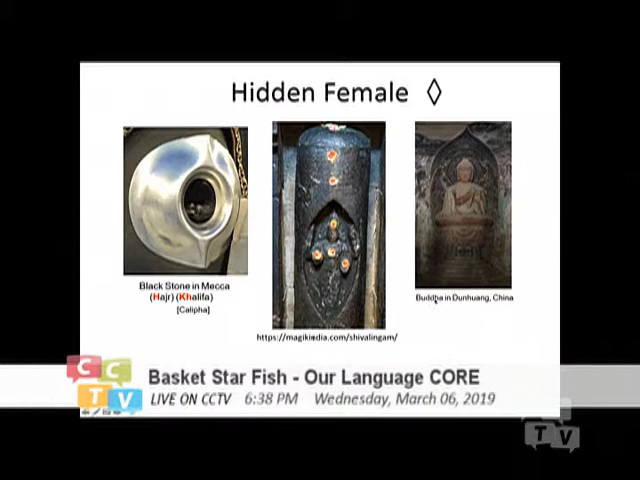 Hidden Female ◊
Black Stone in Mecca
(Hajr) (Khalifa)
[Calipha]
https://magikindia.com/shivalingam/
Buddha in Dunhuang, China
CCTV
Basket Star Fish - Our Language CORE
LIVE ON CCTV 6:38 PM Wednesday, March 06, 2019
TV